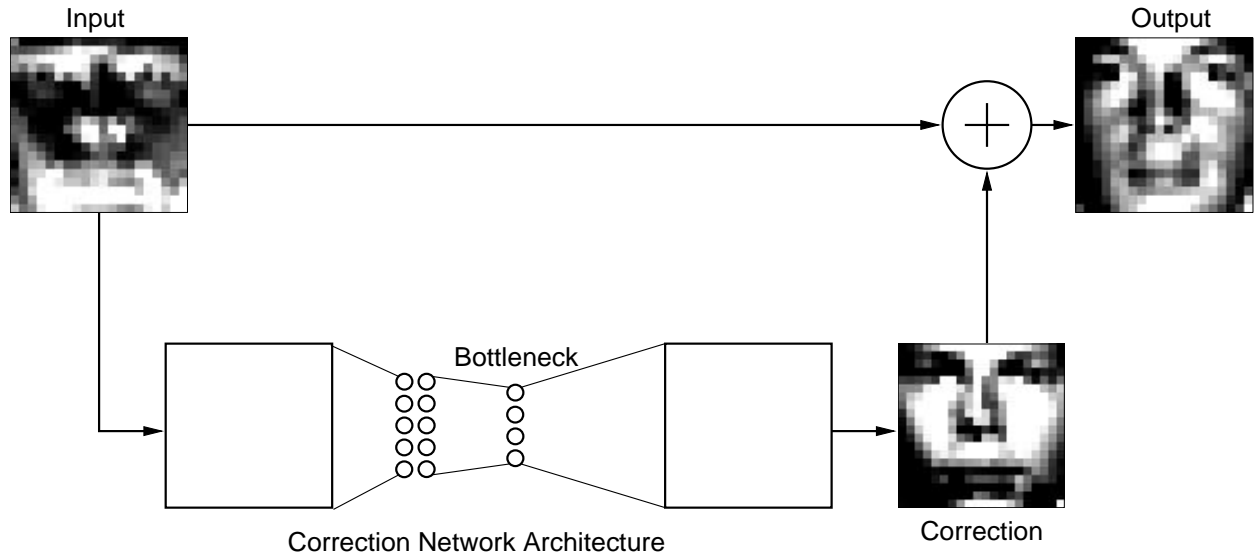 Input
Output
Bottleneck
Correction
Correction Network Architecture